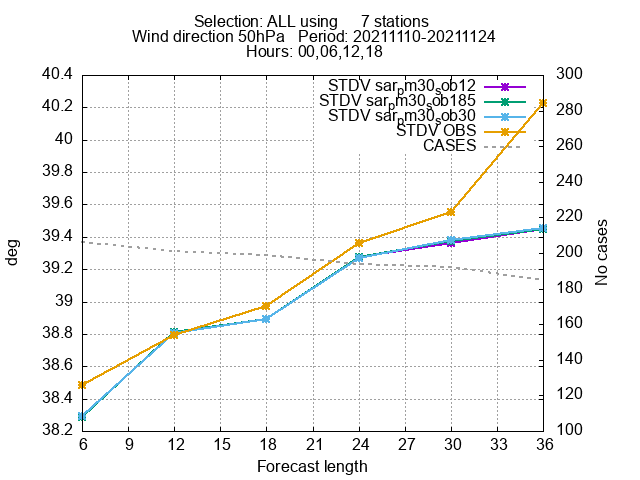 Selection: ALL using 7 stations
Wind direction 50hPa Period: 20211110-20211124
Hours: 00,06,12,18
STDV sarpm30sob12
STDV sarpm30sob185
STDV sarpm30sob30
STDV OBS
CASES
40.4
40.2
40
39.8
39.6
39.4
39.2
39
38.8
38.6
38.4
38.2
deg
300
280
260
240
220
200
180
160
140
120
100
No cases
6 9 12 15 18 21 24 27 30 33 36
Forecast length